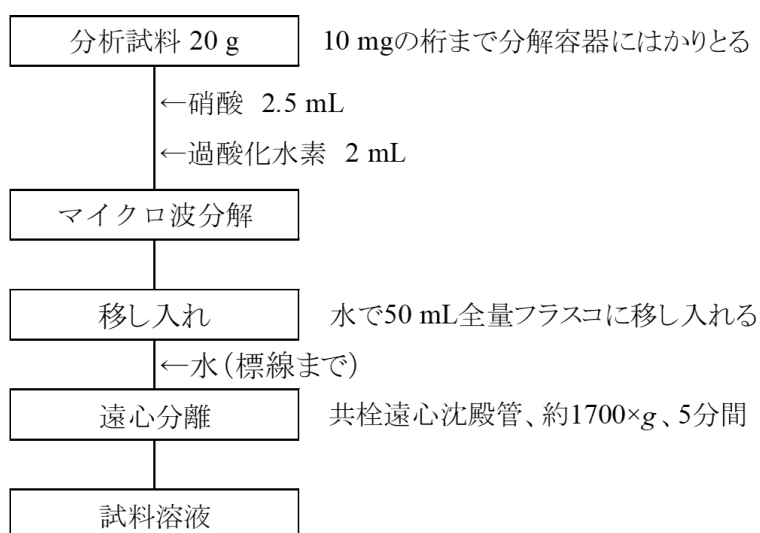 分析試料 20 g 10 mgの桁まで分解容器にはかりとる
←硝酸 2.5 mL
←過酸化水素 2 mL
マイクロ波分解
移し入れ 水で50 mL全量フラスコに移し入れる
←水（標線まで）
遠心分離 共栓遠心沈殿管、約1700×g、5分間
試料溶液